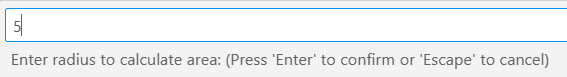 5
Enter radius to calculate area: (Press 'Enter' to confirm or 'Escape' to cancel)